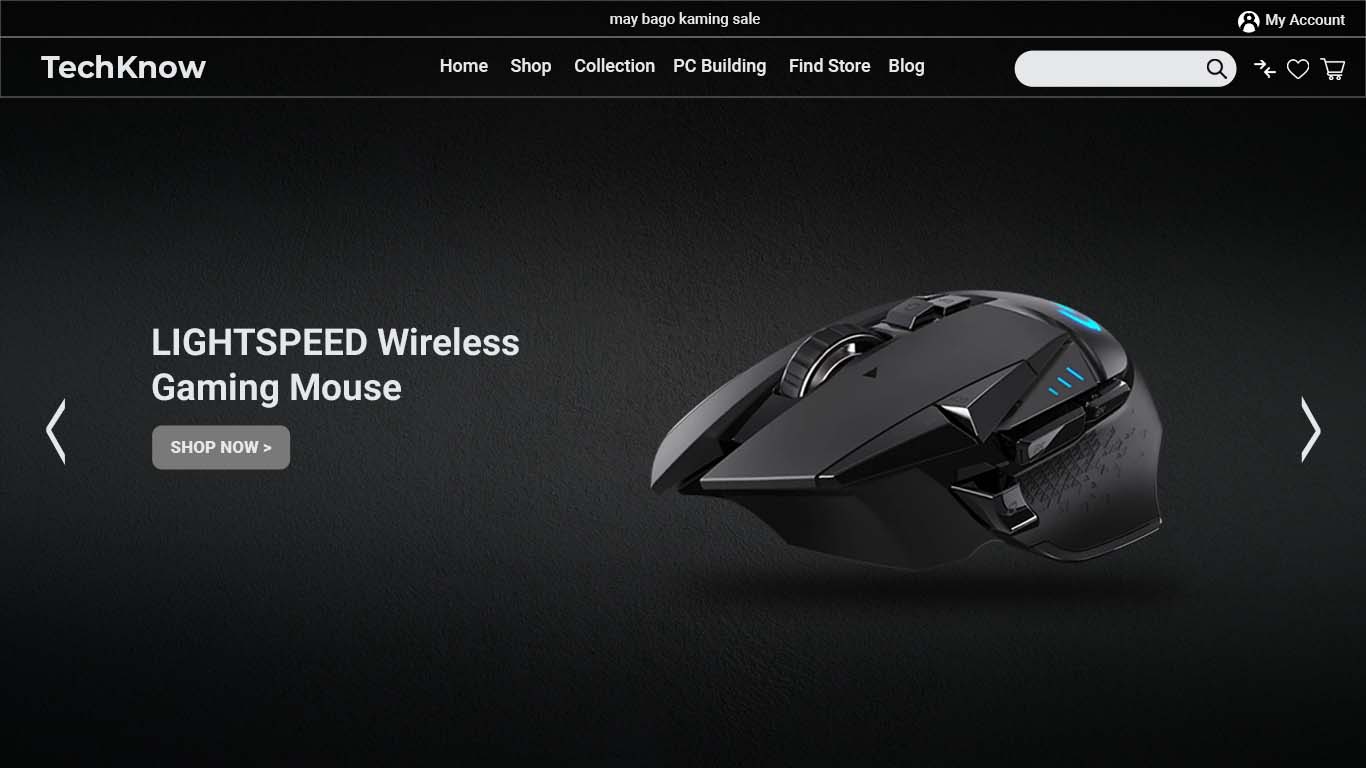 may bago kaming sale
My Account
TechKnow
Home Shop Collection PC Building Find Store Blog
LIGHTSPEED Wireless
Gaming Mouse
SHOP NOW >